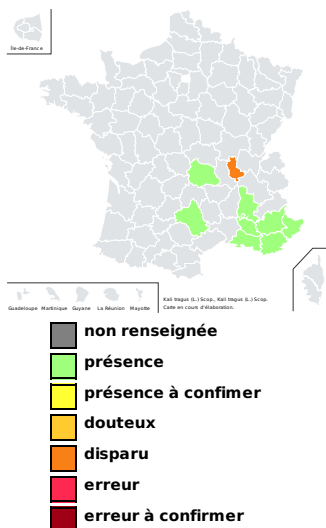 Île-de-France
Guadeloupe Martinique Guyane La Réunion Mayotte
Kali tragus (L.) Scop., Kali tragus (L.) Scop.
Carte en cours d'élaboration.
non renseignée
présence
présence à confimer
douteux
disparu
erreur
erreur à confirmer